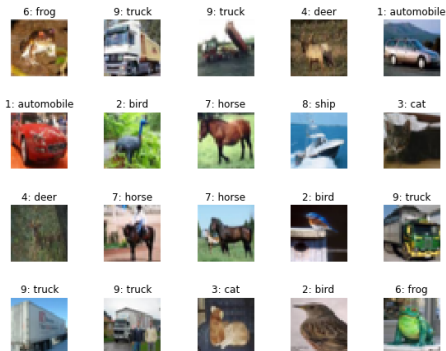 6: frog
9: truck
9: truck
4: deer
1: automobile
1: automobile
2: bird
7: horse
8: ship
3: cat
4: deer
7: horse
7: horse
2: bird
9: truck
9: truck
9: truck
3: cat
2: bird
6: frog